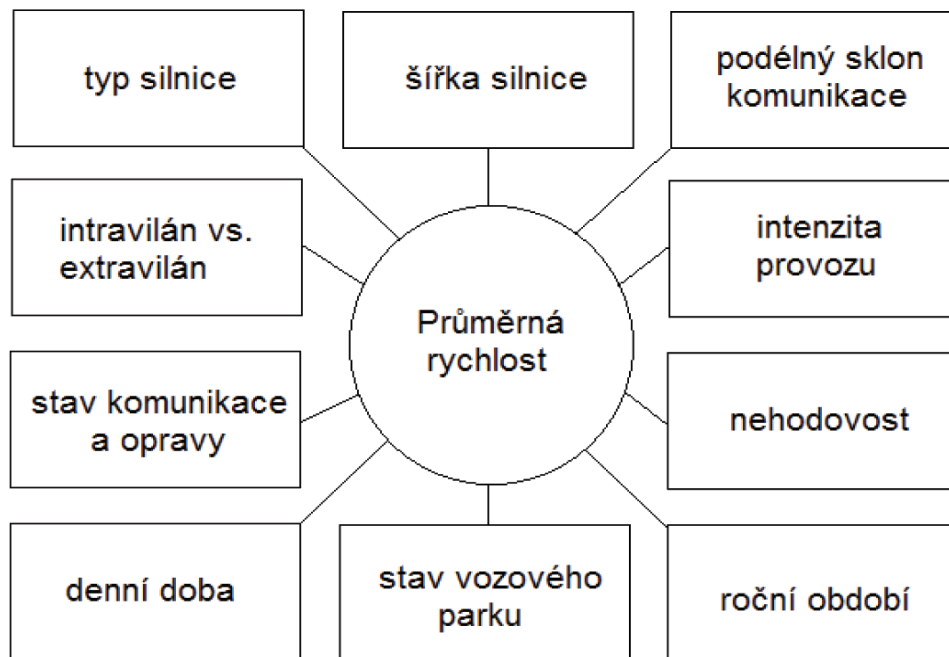 typ silnice
šířka silnice
podélný sklon
komunikace
intravilán vs.
extravilán
intenzita
provozu
Průměrná
rychlost
stav komunikace
a opravy
nehodovost
denní doba
stav vozového
parku
roční období